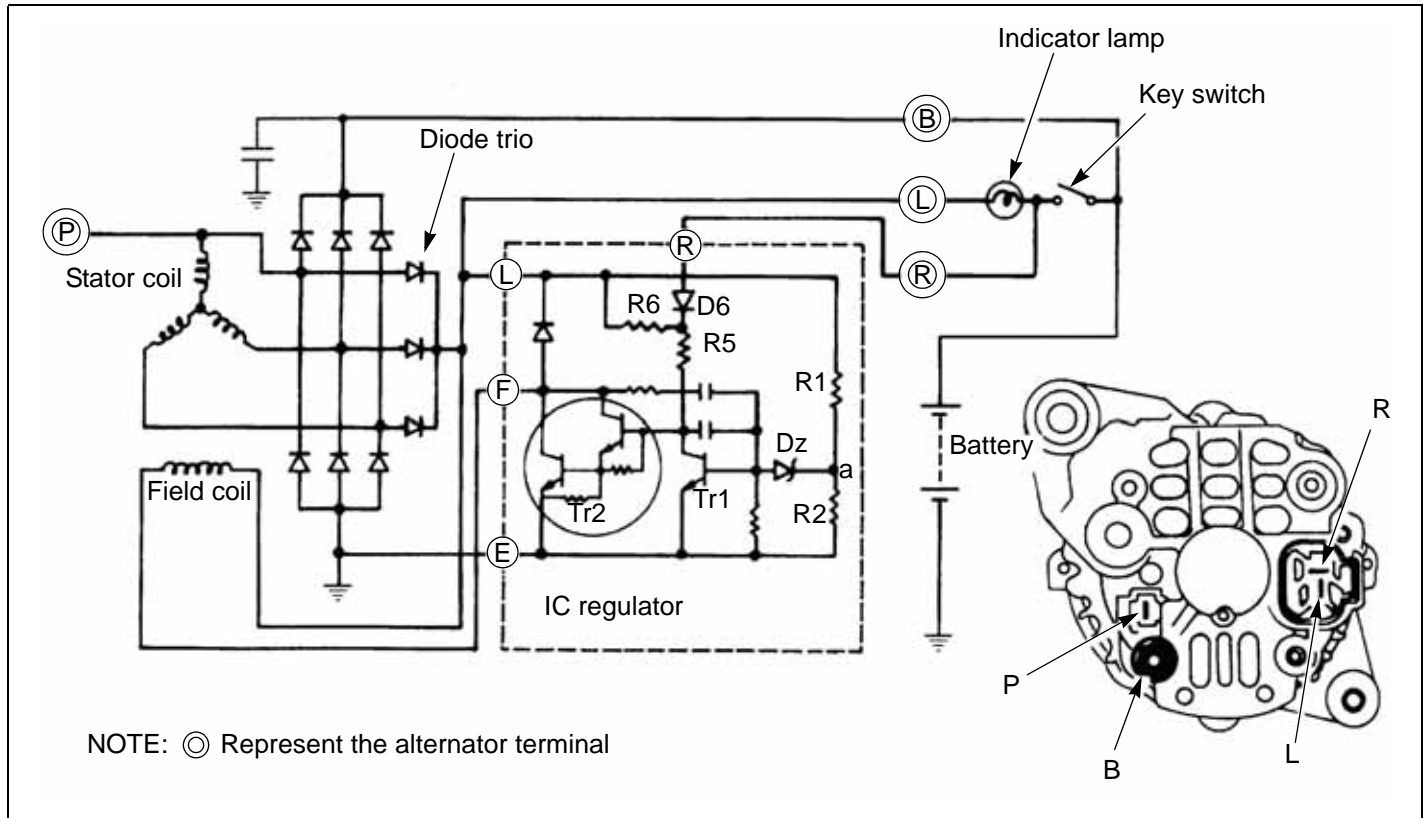 Indicator lamp
Key switch
B
Diode trio
L
P
R
R
Stator coil
L
R6
D6
R5
R1
F
Dz
a
Battery
R
Field coil
Tr2
Tr1
R2
E
IC regulator
P
L
B
NOTE: ◎ Represent the alternator terminal